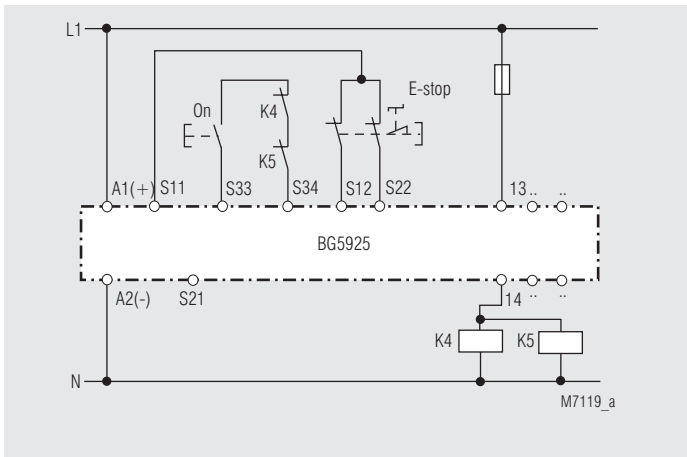 L1
E-stop
On
K4
K5
A1(+) S11 S33 S34 S12 S22 13 .. ..
BG5925
A2(-) S21 14 .. ..
K4 K5
N
M7119_a